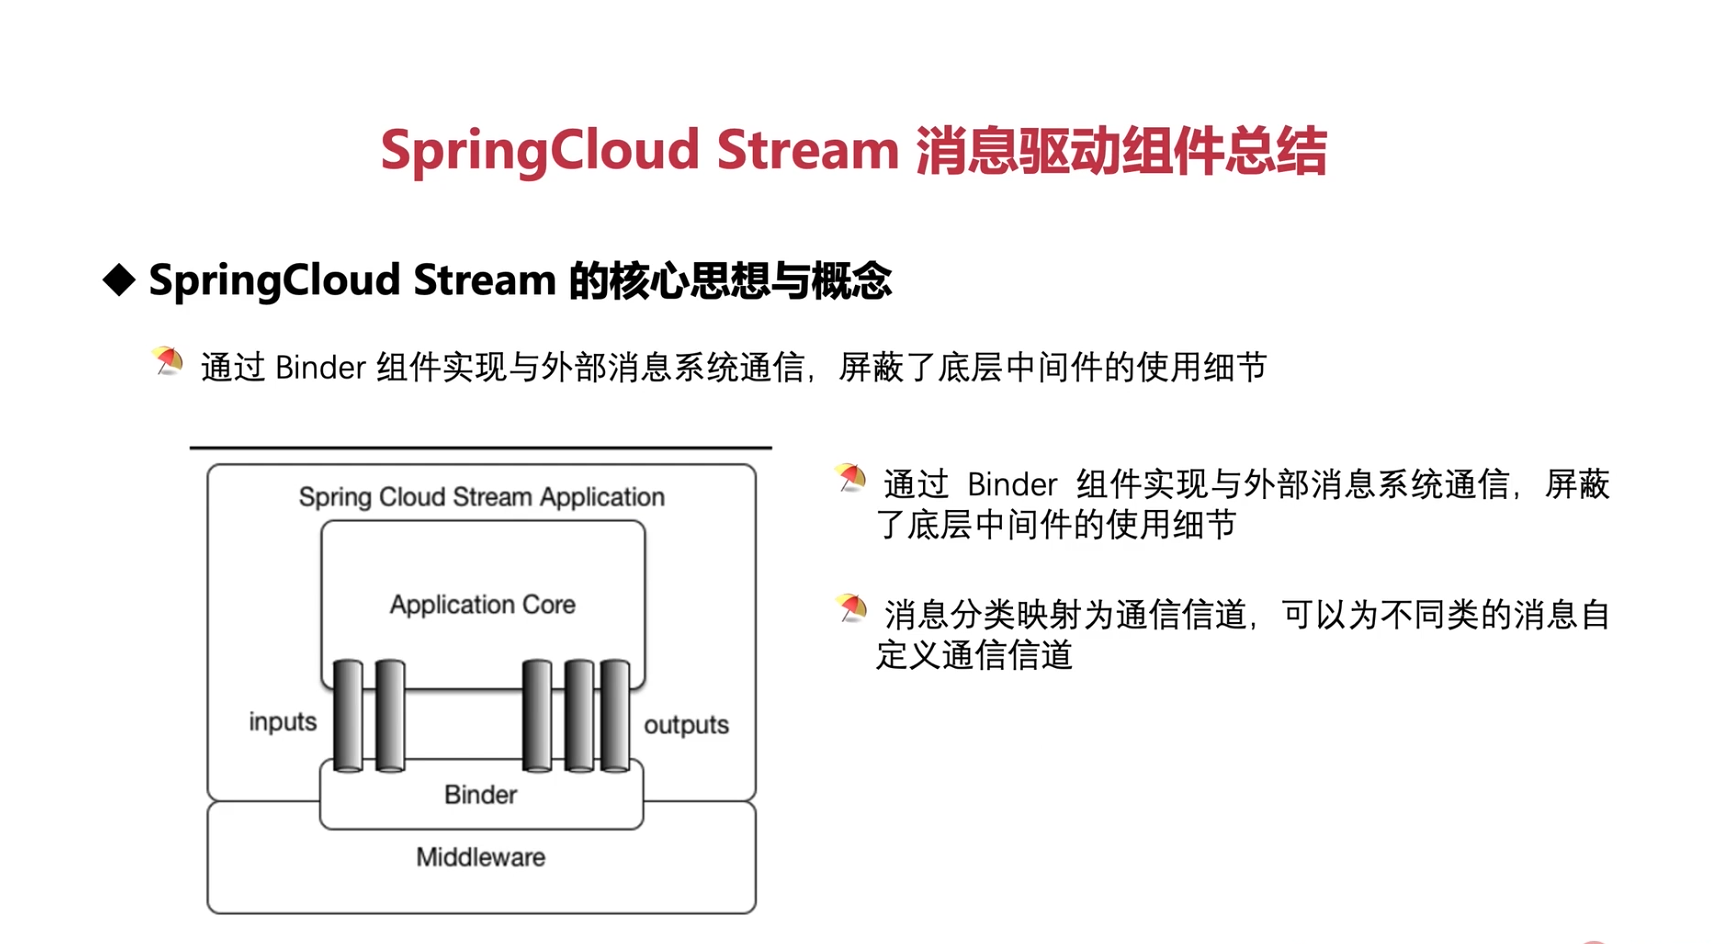 SpringCloud Stream 消息驱动组件总结
◆ SpringCloud Stream 的核心思想与概念
通过 Binder 组件实现与外部消息系统通信，屏蔽了底层中间件的使用细节
Spring Cloud Stream Application
Application Core
inputs
outputs
Binder
Middleware
通过 Binder 组件实现与外部消息系统通信，屏蔽
了底层中间件的使用细节
消息分类映射为通信信道，可以为不同类的消息自
定义通信信道